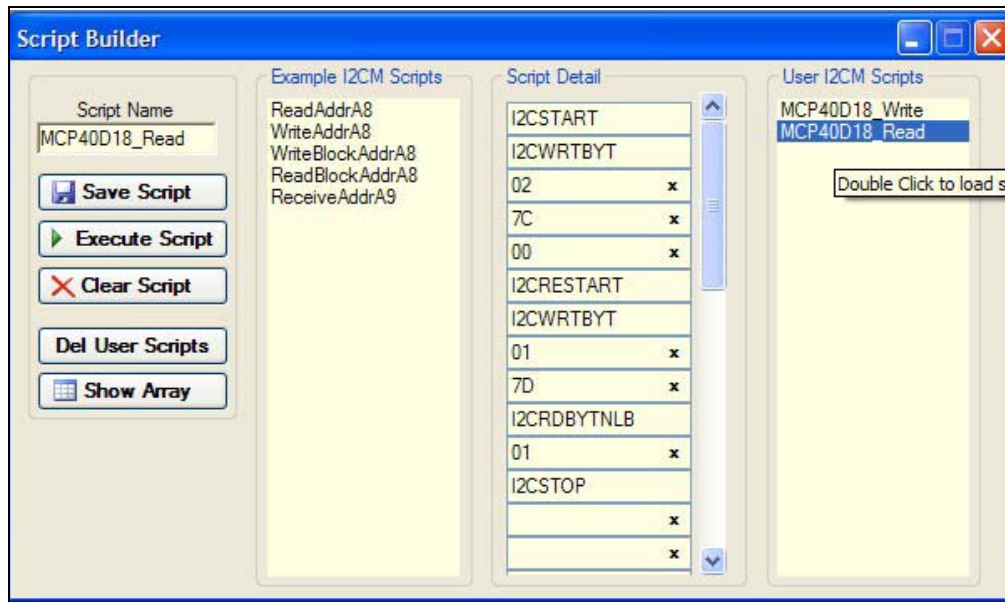 Script Builder
Script Name
MCP40D18_Read
Save Script
Execute Script
Clear Script
Del User Scripts
Show Array
Example I2CM Scripts
ReadAddrA8
WriteAddrA8
WriteBlockAddrA8
ReadBlockAddrA8
ReceiveAddrA9
Script Detail
I2CSTART
I2CWRTBYT
02 x
7C x
00 x
I2CRESTART
I2CWRTBYT
01 x
7D x
I2CRDBYTNLB
01 x
I2CSTOP
x
x
User I2CM Scripts
MCP40D18_Write
MCP40D18_Read
Double Click to load s